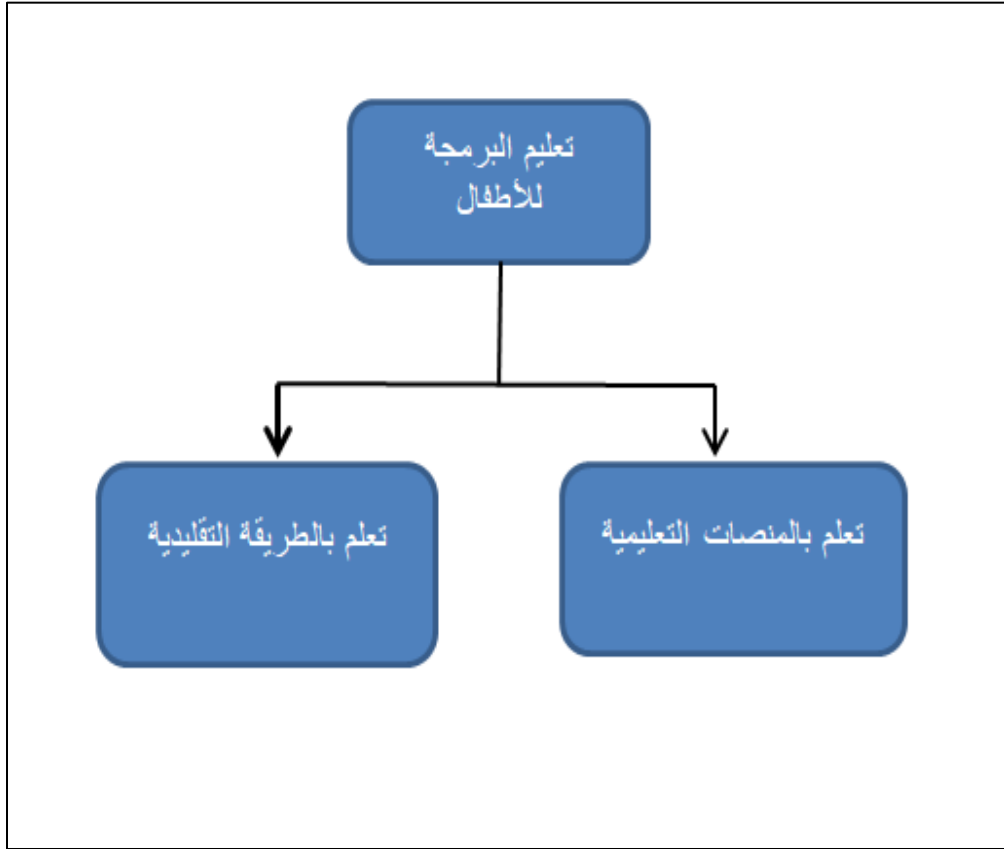 تعليم البرمجة
للأطفال
تعلم بالمنصات التعليمية
تعلم بالطريقة التقليدية